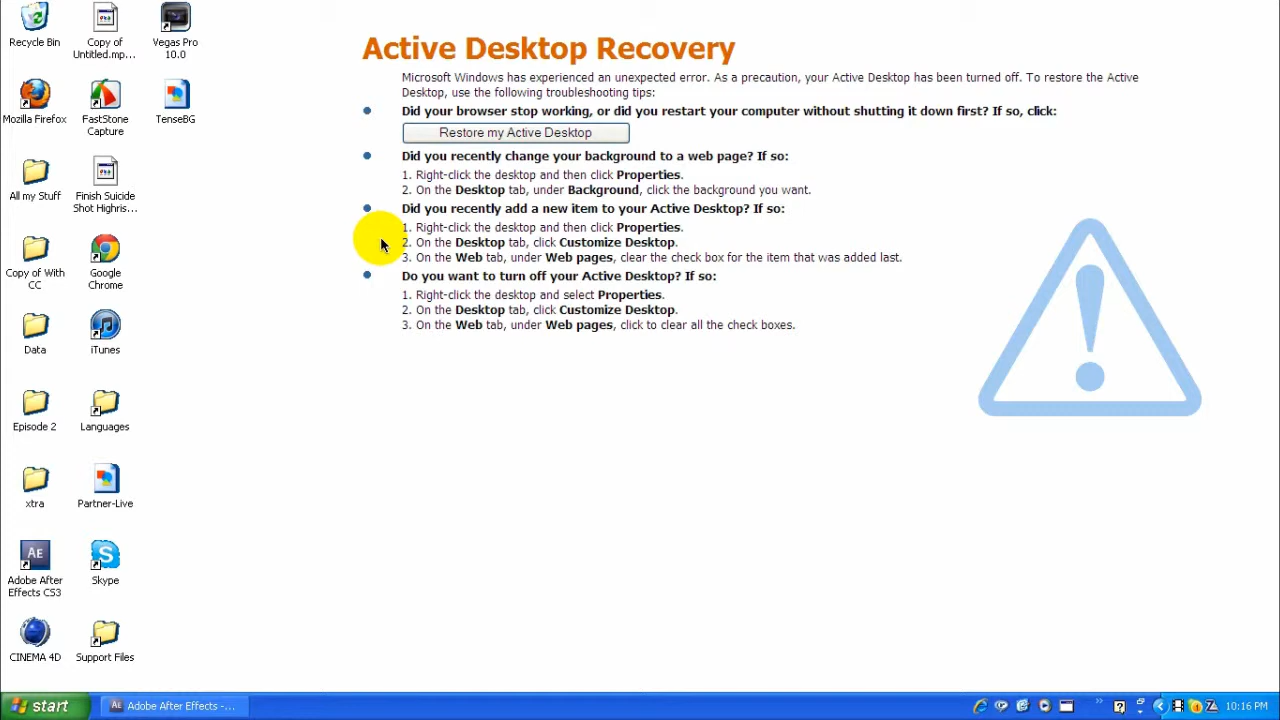 Recycle Bin
Copy of
Untitled.mp...
Vegas Pro
10.0
Mozilla Firefox
FastStone
Capture
TenseBG
All my Stuff
Finish Suicide
Shot Highris...
Copy of With
CC
Google
Chrome
Data
iTunes
Episode 2
Languages
xtra
Partner-Live
AE
Adobe After
Effects CS3
Skype
CINEMA 4D
Support Files
Active Desktop Recovery
Microsoft Windows has experienced an unexpected error. As a precaution, your Active Desktop has been turned off. To restore the Active
Desktop, use the following troubleshooting tips:
Did your browser stop working, or did you restart your computer without shutting it down first? If so, click:
Restore my Active Desktop
Did you recently change your background to a web page? If so:
1. Right-click the desktop and then click Properties.
2. On the Desktop tab, under Background, click the background you want.
Did you recently add a new item to your Active Desktop? If so:
1. Right-click the desktop and then click Properties.
2. On the Desktop tab, click Customize Desktop.
3. On the Web tab, under Web pages, clear the check box for the item that was added last.
Do you want to turn off your Active Desktop? If so:
1. Right-click the desktop and select Properties.
2. On the Desktop tab, click Customize Desktop.
3. On the Web tab, under Web pages, click to clear all the check boxes.
start
Adobe After Effects -...
10:16 PM